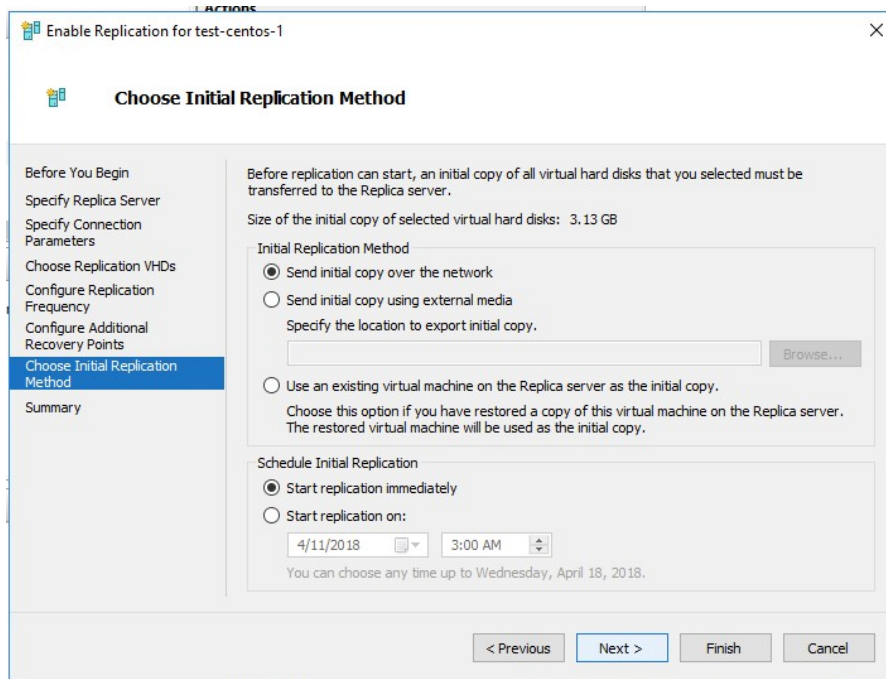 Actions
Enable Replication for test-centos-1
Choose Initial Replication Method
Before You Begin
Specify Replica Server
Specify Connection
Parameters
Choose Replication VHDs
Configure Replication
Frequency
Configure Additional
Recovery Points
Choose Initial Replication
Method
Summary
Before replication can start, an initial copy of all virtual hard disks that you selected must be
transferred to the Replica server.
Size of the initial copy of selected virtual hard disks: 3.13 GB
Initial Replication Method
Send initial copy over the network
Send initial copy using external media
Specify the location to export initial copy.
Browse...
Use an existing virtual machine on the Replica server as the initial copy.
Choose this option if you have restored a copy of this virtual machine on the Replica server.
The restored virtual machine will be used as the initial copy.
Schedule Initial Replication
Start replication immediately
Start replication on:
4/11/2018 3:00 AM
You can choose any time up to Wednesday, April 18, 2018.
< Previous Next > Finish Cancel